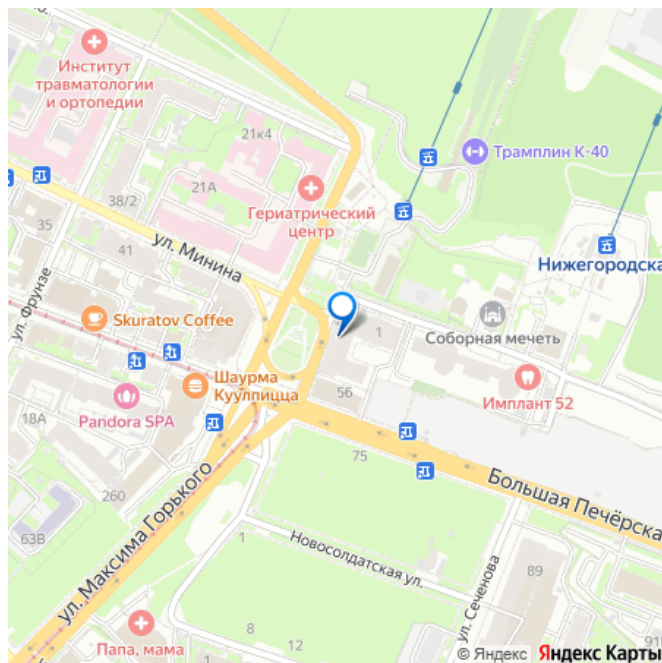 Институт
травматологии
и ортопедии
21к4
Трамплин К-40
21А
38/2
Гериатрический
центр
35
ул. Минина
41
Нижегородска
ул. Фрунзе
Skuratov Coffee
1
Соборная мечеть
Шаурма
Куулпицца
56
Имплант 52
18А
Pandora SPA
75
260
Большая Печёрска
63В
ул. Максима Горького
1
Новосолдатская ул.
ул. Сеченова
89
8
12
Папа, мама
91
© Яндекс Яндекс Карты